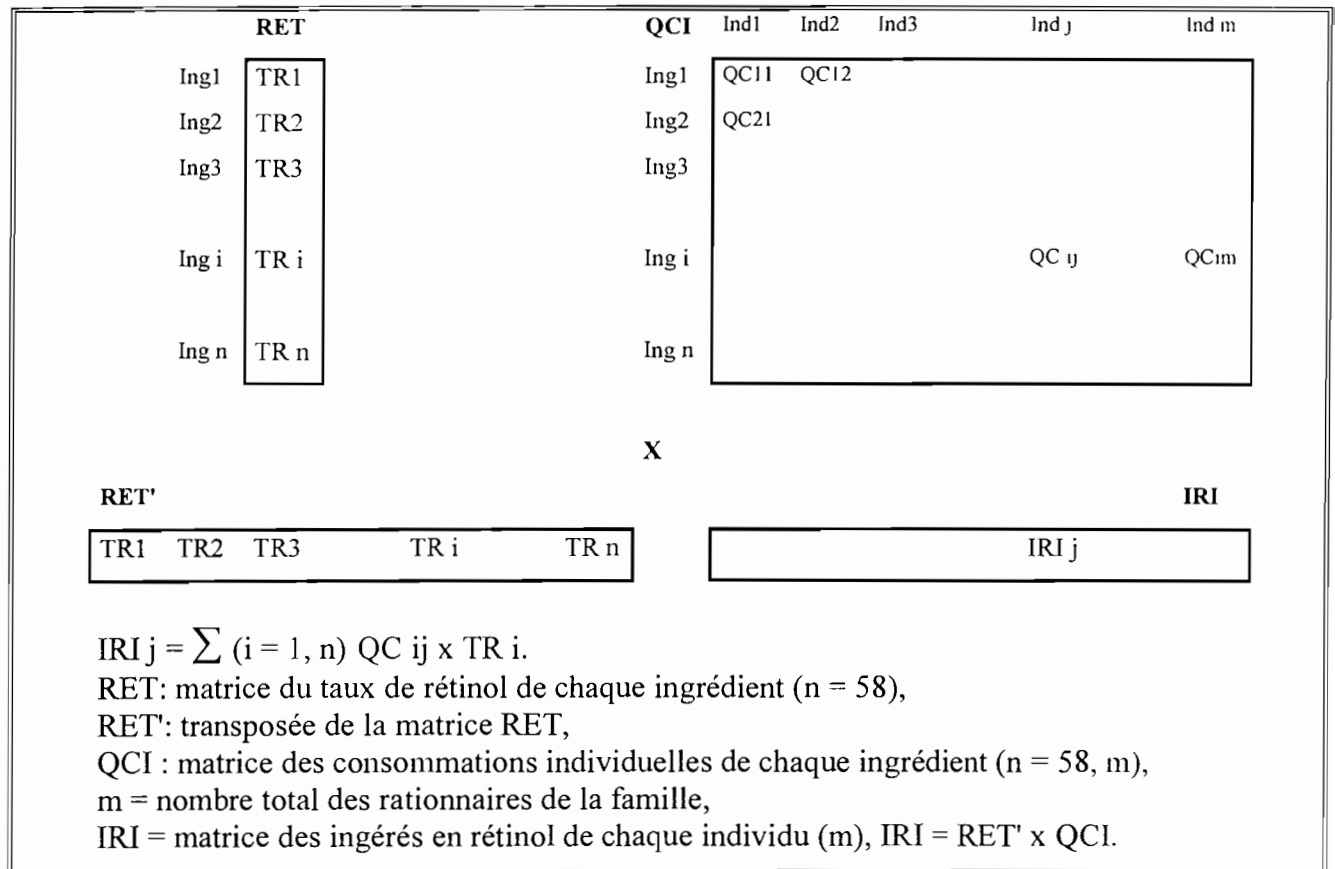 RET QCI Ind1 Ind2 Ind3 Ind j Ind m
Ing1 TR1 Ing1 QC11 QC12
Ing2 TR2 Ing2 QC21
Ing3 TR3 Ing3
Ing i TR i Ing i QC ij QCim
Ing n TR n Ing n
X
RET' IRI
TR1 TR2 TR3 TR i TR n IRI j
IRI j = ∑ (i = 1, n) QC ij x TR i.
RET: matrice du taux de rétinol de chaque ingrédient (n = 58),
RET': transposée de la matrice RET,
QCI : matrice des consommations individuelles de chaque ingrédient (n = 58, m),
m = nombre total des rationnaires de la famille,
IRI = matrice des ingérés en rétinol de chaque individu (m), IRI = RET' x QCI.